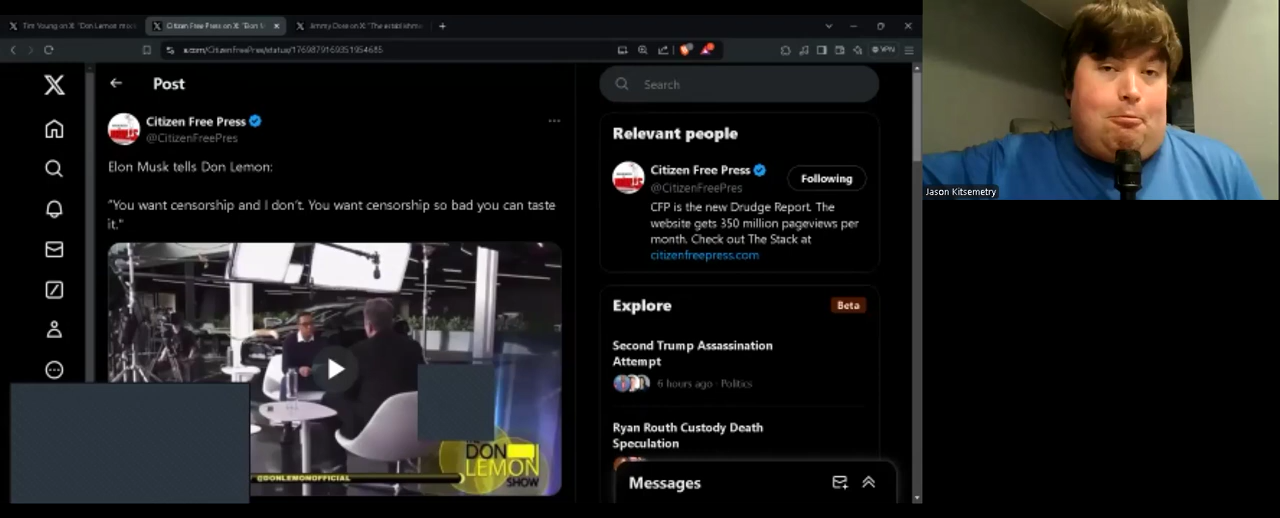 Tim Young on X: "Don Lemon
Citizen Free Press on X: "Elon
Jimmy Dore on X: "The establishme
x.com/CitizenFreePres/status/1769879169351954685
VPN
Post
Citizen Free Press
@CitizenFreePres
Elon Musk tells Don Lemon:
"You want censorship and I don't. You want censorship so bad you can taste
it."
DON
LEMON
SHOW
@DONLEMONOFFICIAL
Search
Relevant people
Citizen Free Press
@CitizenFreePres
Following
CFP is the new Drudge Report. The
website gets 350 million pageviews per
month. Check out The Stack at
citizenfreepress.com
Explore
Beta
Second Trump Assassination
Attempt
6 hours ago · Politics
Ryan Routh Custody Death
Speculation
Messages
Jason Kitsemetry